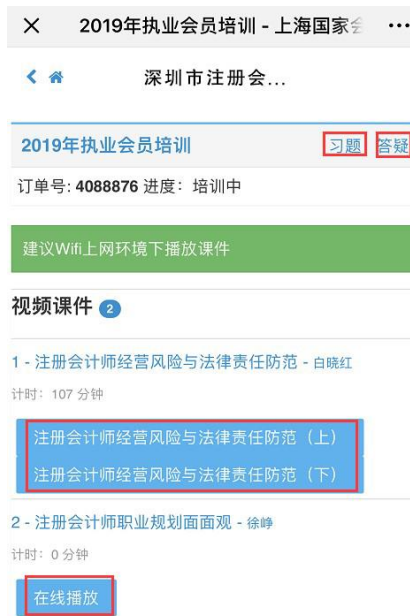 2019年执业会员培训 - 上海国家会
深圳市注册会...
2019年执业会员培训 习题 答疑
订单号: 4088876 进度：培训中
建议Wifi上网环境下播放课件
视频课件 2
1 - 注册会计师经营风险与法律责任防范 - 白晓红
计时：107 分钟
注册会计师经营风险与法律责任防范（上）
注册会计师经营风险与法律责任防范（下）
2 - 注册会计师职业规划面面观 - 徐峥
计时：0 分钟
在线播放